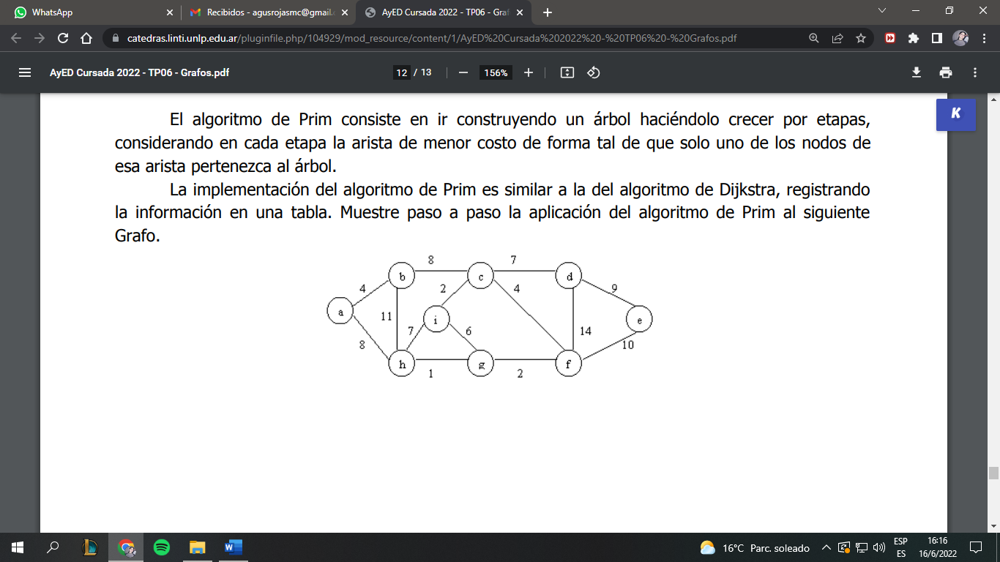 WhatsApp
Recibidos - agusrojasmc@gmail.c
AyED Cursada 2022 - TP06 - Graf
catedras.linti.unlp.edu.ar/pluginfile.php/104929/mod_resource/content/1/AyED%20Cursada%202022%20-%20TP06%20-%20Grafos.pdf
AyED Cursada 2022 - TP06 - Grafos.pdf
12 / 13
156%
K
El algoritmo de Prim consiste en ir construyendo un árbol haciéndolo crecer por etapas,
considerando en cada etapa la arista de menor costo de forma tal de que solo uno de los nodos de
esa arista pertenezca al árbol.
La implementación del algoritmo de Prim es similar a la del algoritmo de Dijkstra, registrando
la información en una tabla. Muestre paso a paso la aplicación del algoritmo de Prim al siguiente
Grafo.
8 7
b c d
4 2 4 9
a 11 i e
7 6 14
8 10
h g f
1 2
16°C Parc. soleado
ESP
ES
16:16
16/6/2022